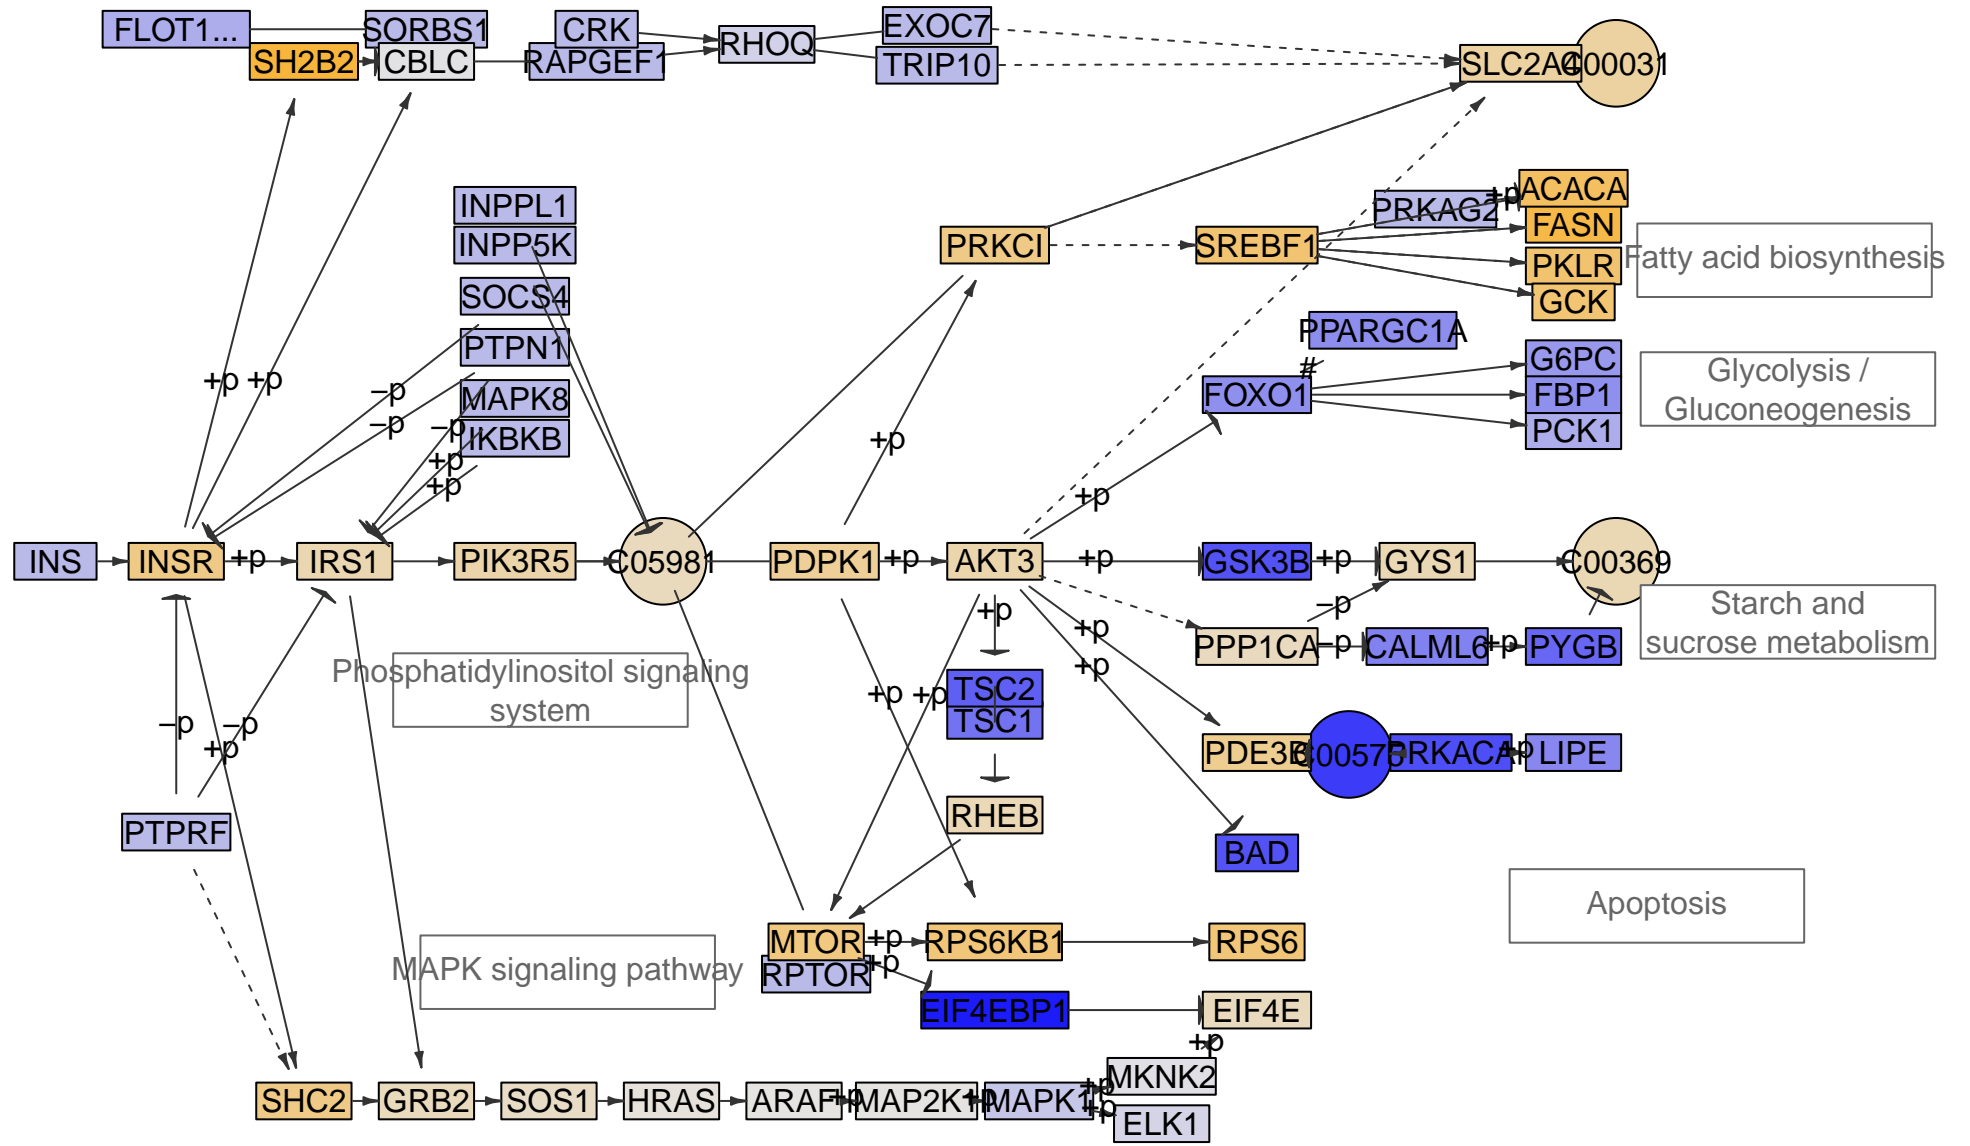 FLOT1...
SORBS1
CRK
EXOC7
SH2B2
CBLC
RAPGEF1
RHOQ
TRIP10
SLC2A4
C00031
INPPL1
INPP5K
SOCS4
PTPN1
MAPK8
IKBKB
PRKCI
SREBF1
PRKAG2
+p
ACACA
FASN
PKLR
GCK
Fatty acid biosynthesis
PPARGC1A
#
FOXO1
G6PC
FBP1
PCK1
Glycolysis /
Gluconeogenesis
+p
+p
−p
−p
−p
+p
+p
+p
+p
INS
INSR
+p
IRS1
PIK3R5
C05981
PDPK1
+p
AKT3
+p
GSK3B
+p
GYS1
C00369
+p
−p
Starch and
sucrose metabolism
+p
PPP1CA
−p
CALML6
+p
PYGB
+p
Phosphatidylinositol signaling
system
+p
+p
TSC2
TSC1
−p
+p
−p
PDE3B
C00575
PRKACA
+p
LIPE
PTPRF
RHEB
BAD
Apoptosis
MTOR
+p
RPS6KB1
RPS6
RPTOR
+p
MAPK signaling pathway
EIF4EBP1
EIF4E
+p
SHC2
GRB2
SOS1
HRAS
ARAF
+p
MAP2K1
+p
MAPK1
+p
MKNK2
+p
ELK1